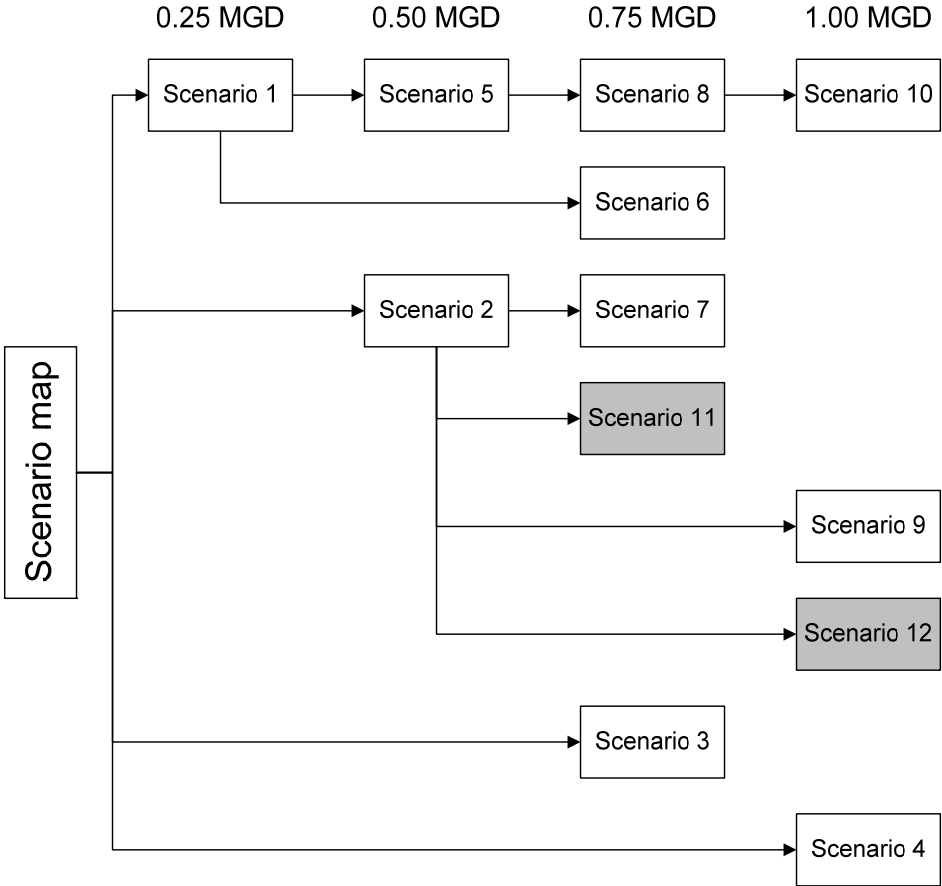 0.25 MGD
0.50 MGD
0.75 MGD
1.00 MGD
Scenario 1
Scenario 5
Scenario 8
Scenario 10
Scenario 6
Scenario 2
Scenario 7
Scenario map
Scenario 11
Scenario 9
Scenario 12
Scenario 3
Scenario 4